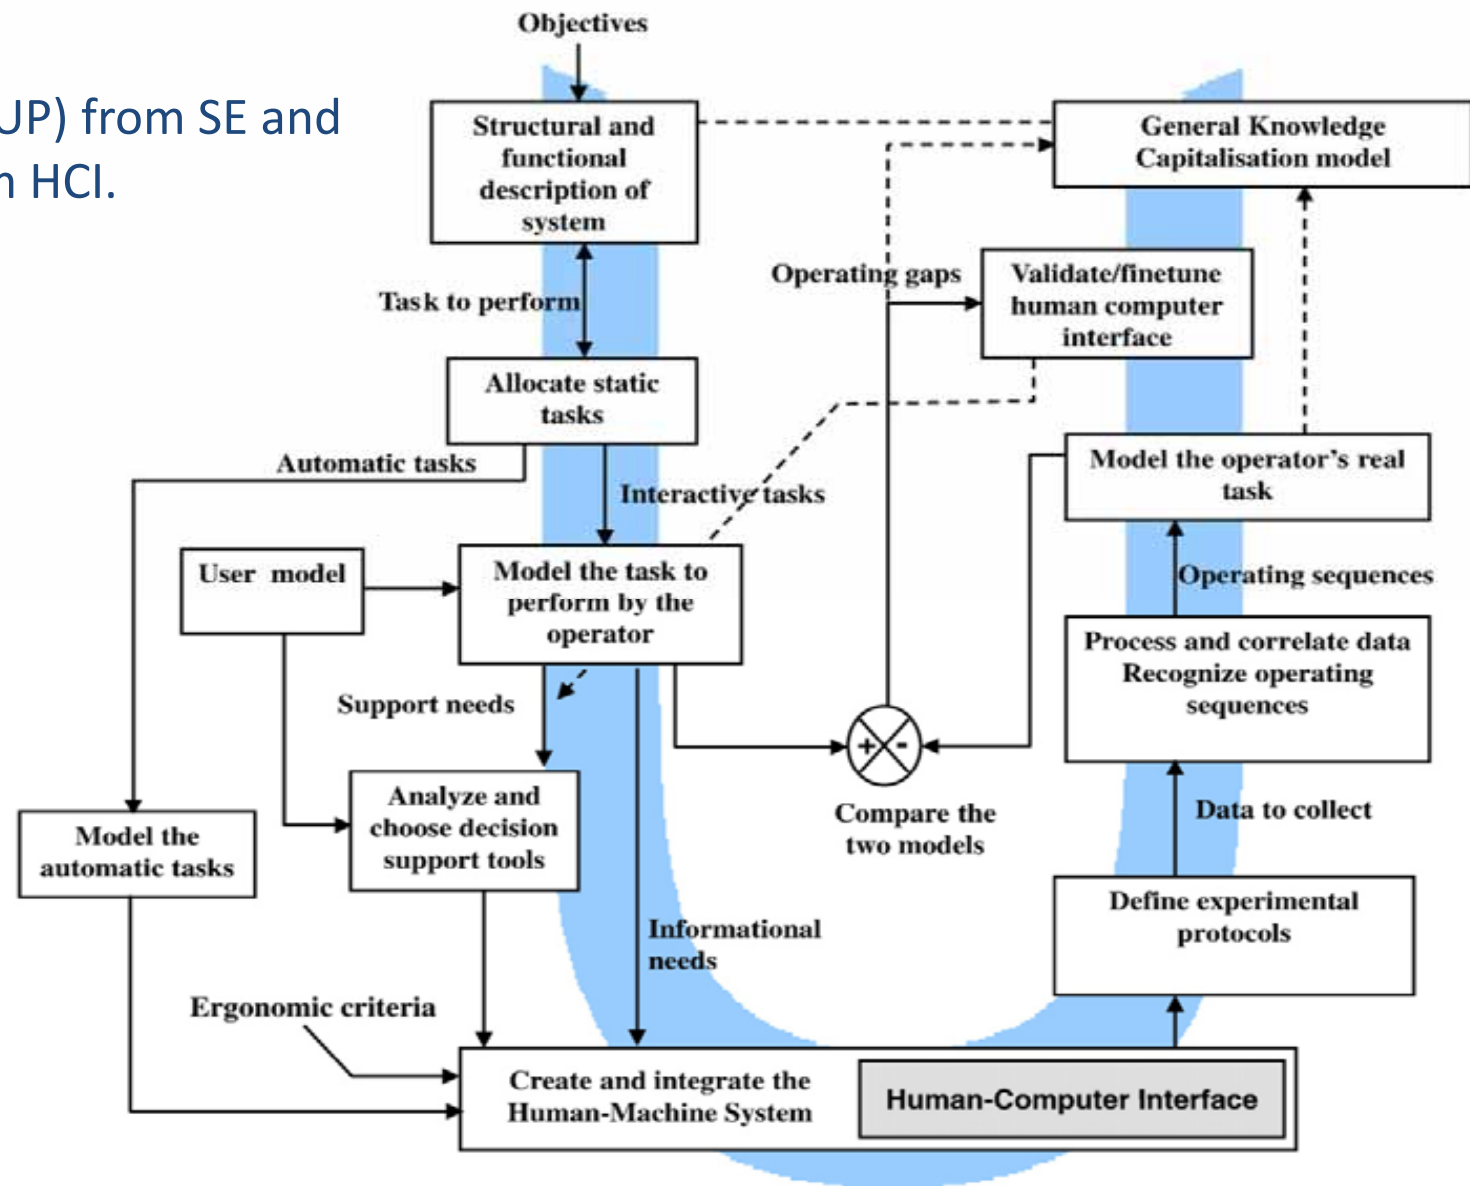 Objectives
UP) from SE and
HCI.
Structural and
functional
description of
system
General Knowledge
Capitalisation model
Operating gaps
Validate/finetune
human computer
interface
Task to perform
Allocate static
tasks
Automatic tasks
Interactive tasks
Model the operator's real
task
User model
Model the task to
perform by the
operator
Operating sequences
Process and correlate data
Recognize operating
sequences
Support needs
+
-
Analyze and
choose decision
support tools
Compare the
two models
Data to collect
Model the
automatic tasks
Define experimental
protocols
Informational
needs
Ergonomic criteria
Create and integrate the
Human-Machine System
Human-Computer Interface